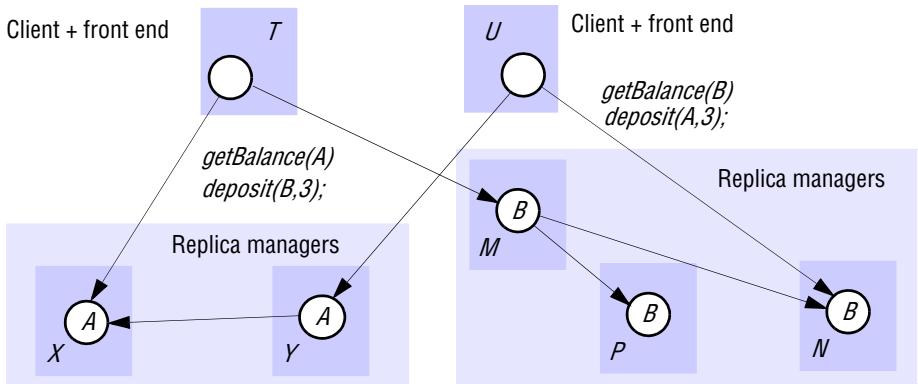 Client + front end
T
U
Client + front end
getBalance(B)
deposit(A,3);
getBalance(A)
deposit(B,3);
Replica managers
B
M
Replica managers
A
X
A
Y
B
P
B
N